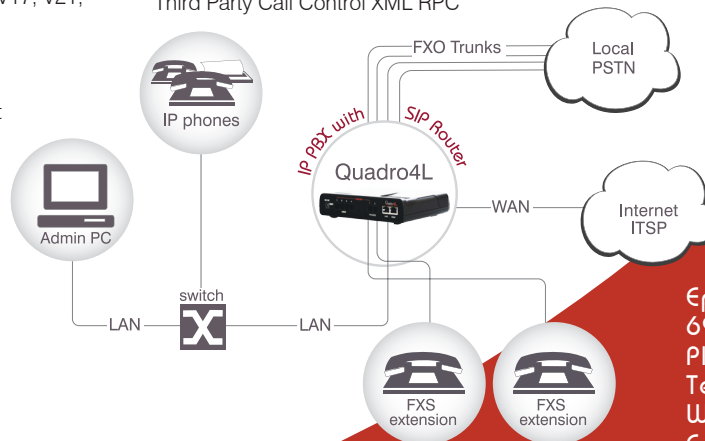 V21,
Third Party Call Control XML RPC
FXO Trunks
Local
PSTN
IP phones
IP PBX with
SIP Router
Quadro4L
Admin PC
WAN
Internet
ITSP
switch
LAN
LAN
FXS
extension
FXS
extension